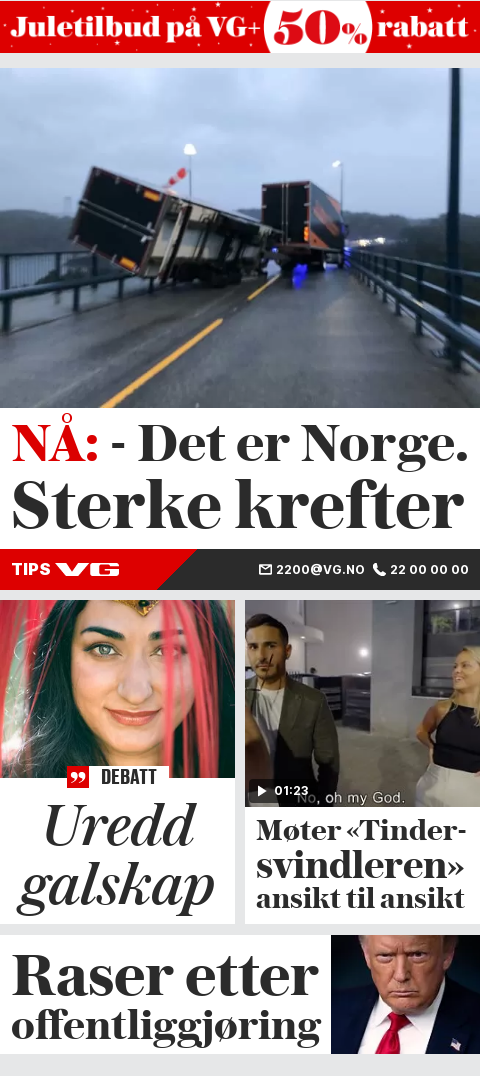 Juletilbud på VG+ 50% rabatt
NÅ: - Det er Norge.
Sterke krefter
TIPS VG 2200@VG.NO 22 00 00 00
DEBATT
Uredd
galskap
01:23
No, oh my God.
Møter «Tinder-
svindleren»
ansikt til ansikt
Raser etter
offentliggjøring